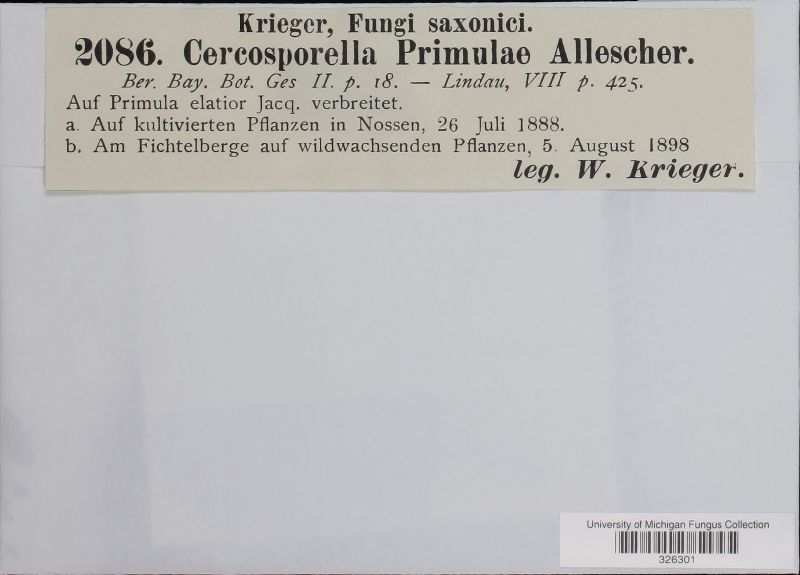 Krieger, Fungi saxonici.
2086. Cercosporella Primulae Allescher.
Ber. Bay. Bot. Ges II. p. 18. — Lindau, VIII p. 425.
Auf Primula elatior Jacq. verbreitet.
a. Auf kultivierten Pflanzen in Nossen, 26 Juli 1888.
b. Am Fichtelberge auf wildwachsenden Pflanzen, 5. August 1898
leg. W. Krieger.
University of Michigan Fungus Collection
326301